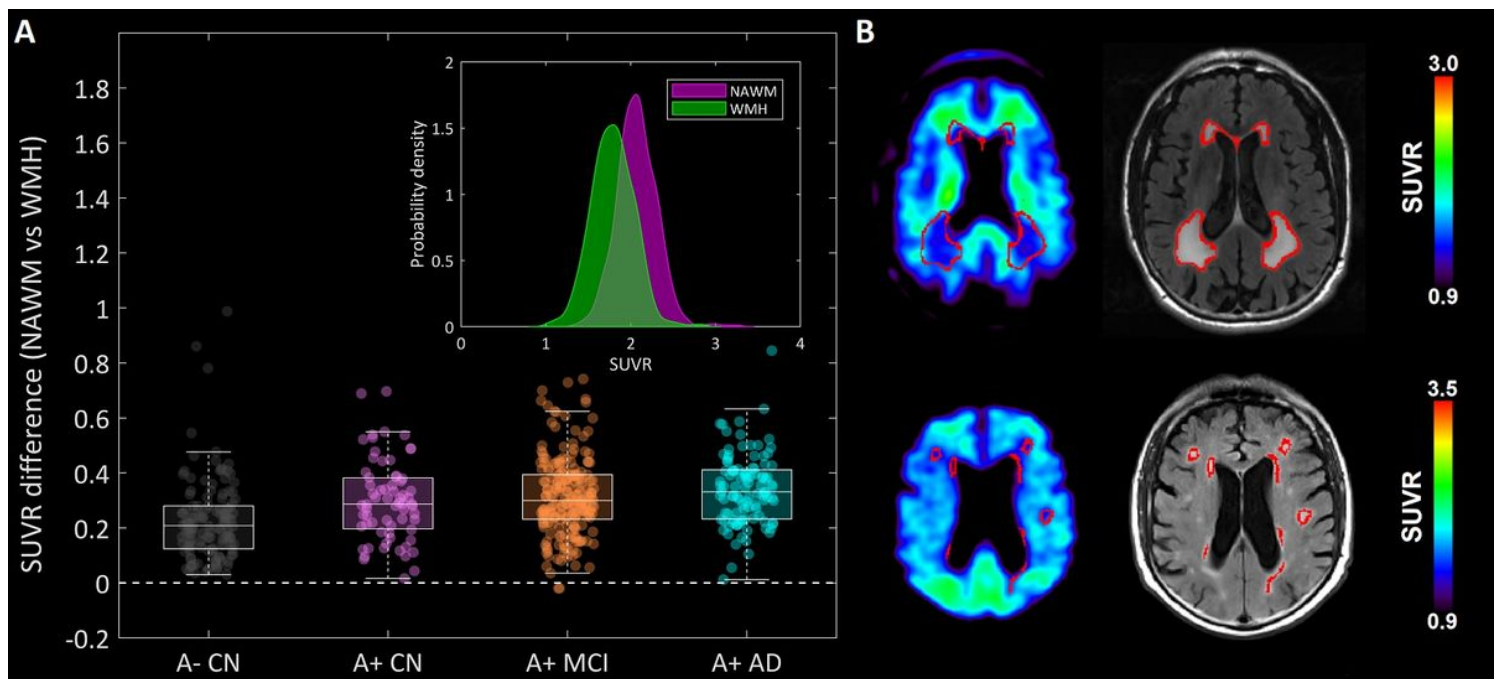 A
SUVR difference (NAWM vs WMH)
1.8
1.6
1.4
1.2
1
0.8
0.6
0.4
0.2
0
-0.2
A- CN
A+ CN
A+ MCI
A+ AD
Probability density
2
1.5
1
0.5
0
NAWM
WMH
0
1
2
3
4
SUVR
B
3.0
SUVR
0.9
3.5
SUVR
0.9